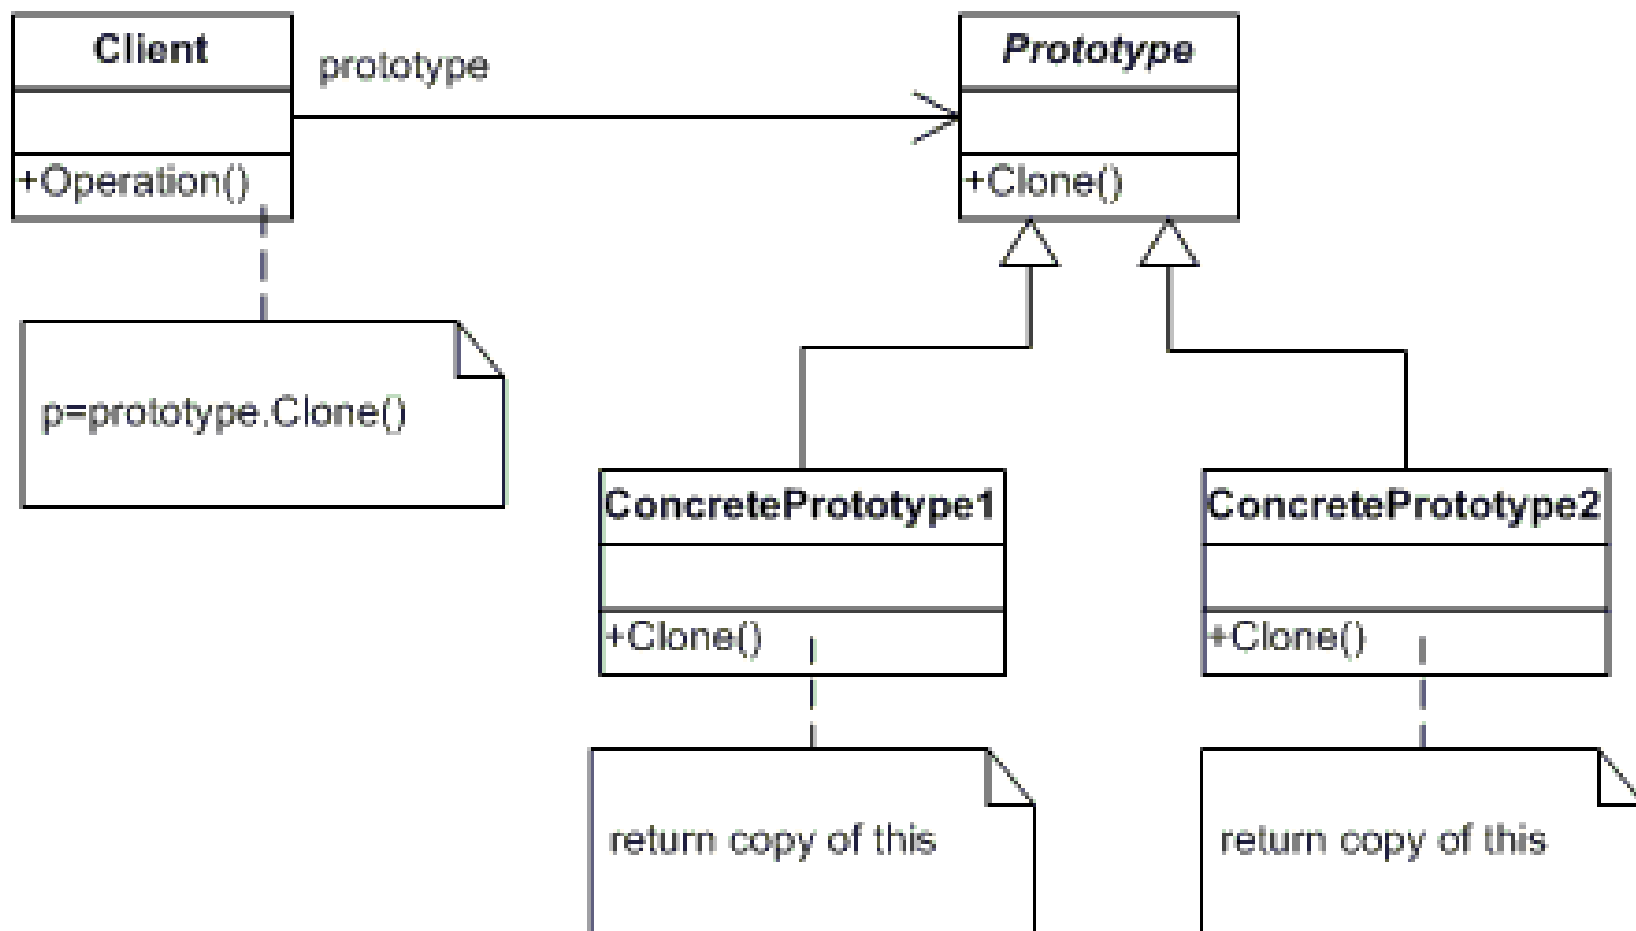 Client
prototype
Prototype
+Operation()
+Clone()
p=prototype.Clone()
ConcretePrototype1
ConcretePrototype2
+Clone()
+Clone()
return copy of this
return copy of this